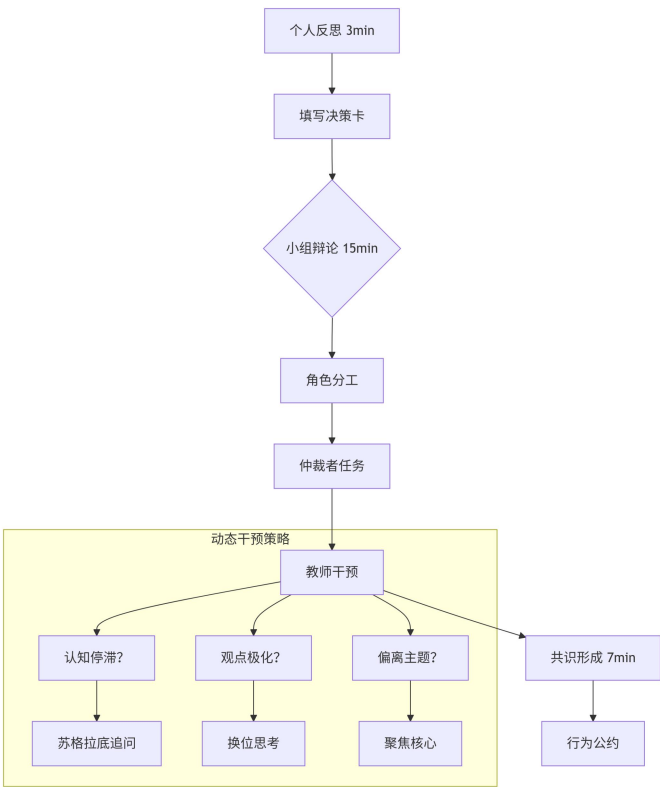 个人反思 3min
填写决策卡
小组辩论 15min
角色分工
仲裁者任务
动态干预策略
教师干预
认知停滞?
观点极化?
偏离主题?
共识形成 7min
苏格拉底追问
换位思考
聚焦核心
行为公约